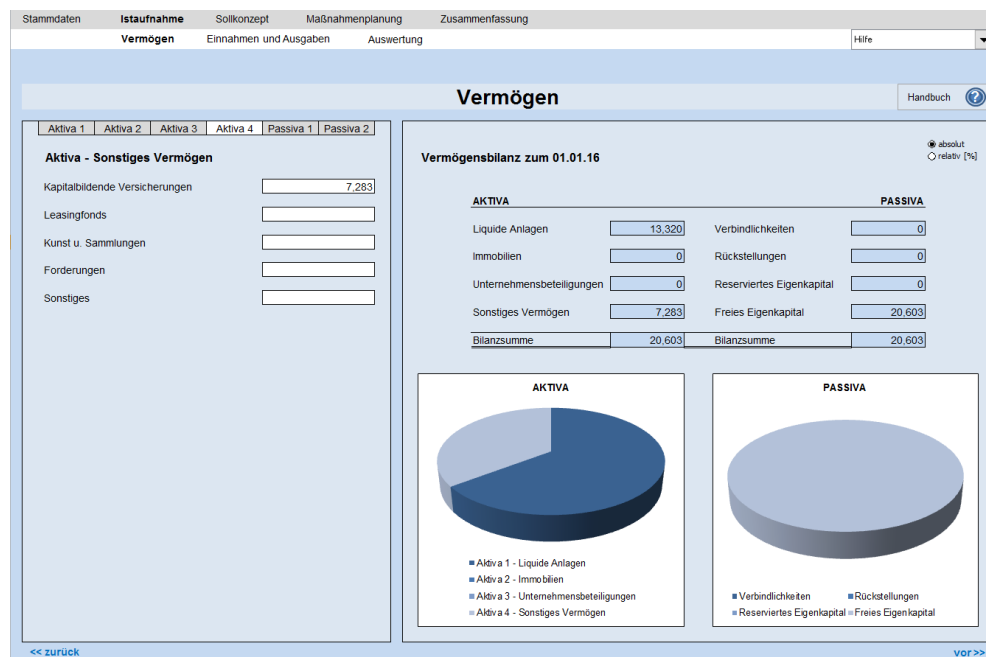 Stammdaten Istaufnahme Sollkonzept Maßnahmenplanung Zusammenfassung
Vermögen Einnahmen und Ausgaben Auswertung Hilfe
Vermögen
Handbuch ?
Aktiva 1 Aktiva 2 Aktiva 3 Aktiva 4 Passiva 1 Passiva 2
Aktiva - Sonstiges Vermögen
Kapitalbildende Versicherungen 7,283
Leasingfonds
Kunst u. Sammlungen
Forderungen
Sonstiges
Vermögensbilanz zum 01.01.16
absolut
relativ [%]
AKTIVA PASSIVA
Liquide Anlagen 13,320 Verbindlichkeiten 0
Immobilien 0 Rückstellungen 0
Unternehmensbeteiligungen 0 Reserviertes Eigenkapital 0
Sonstiges Vermögen 7,283 Freies Eigenkapital 20,603
Bilanzsumme 20,603 Bilanzsumme 20,603
AKTIVA
Aktiva 1 - Liquide Anlagen
Aktiva 2 - Immobilien
Aktiva 3 - Unternehmensbeteiligungen
Aktiva 4 - Sonstiges Vermögen
PASSIVA
Verbindlichkeiten Rückstellungen
Reserviertes Eigenkapital Freies Eigenkapital
<< zurück vor >>